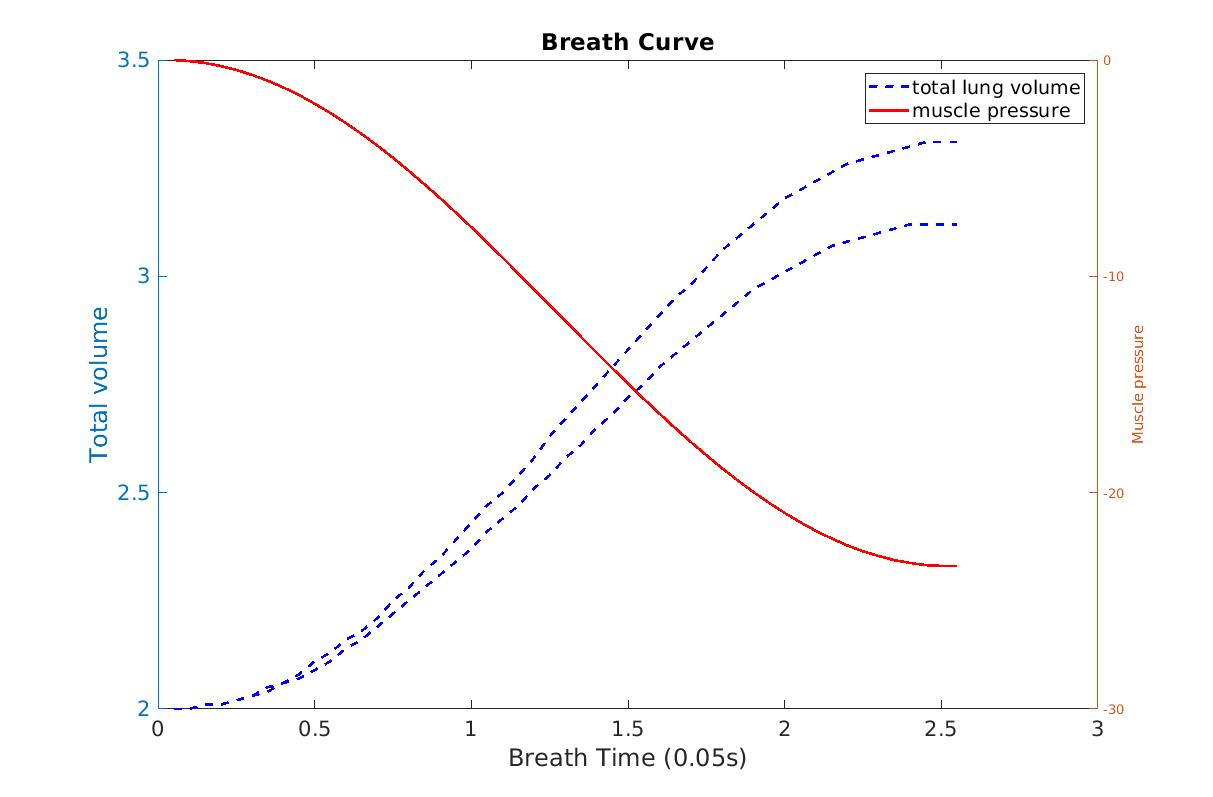 Breath Curve
3.5
3
2.5
2
Total volume
total lung volume
muscle pressure
0
-10
-20
-30
Muscle pressure
0 0.5 1 1.5 2 2.5 3
Breath Time (0.05s)